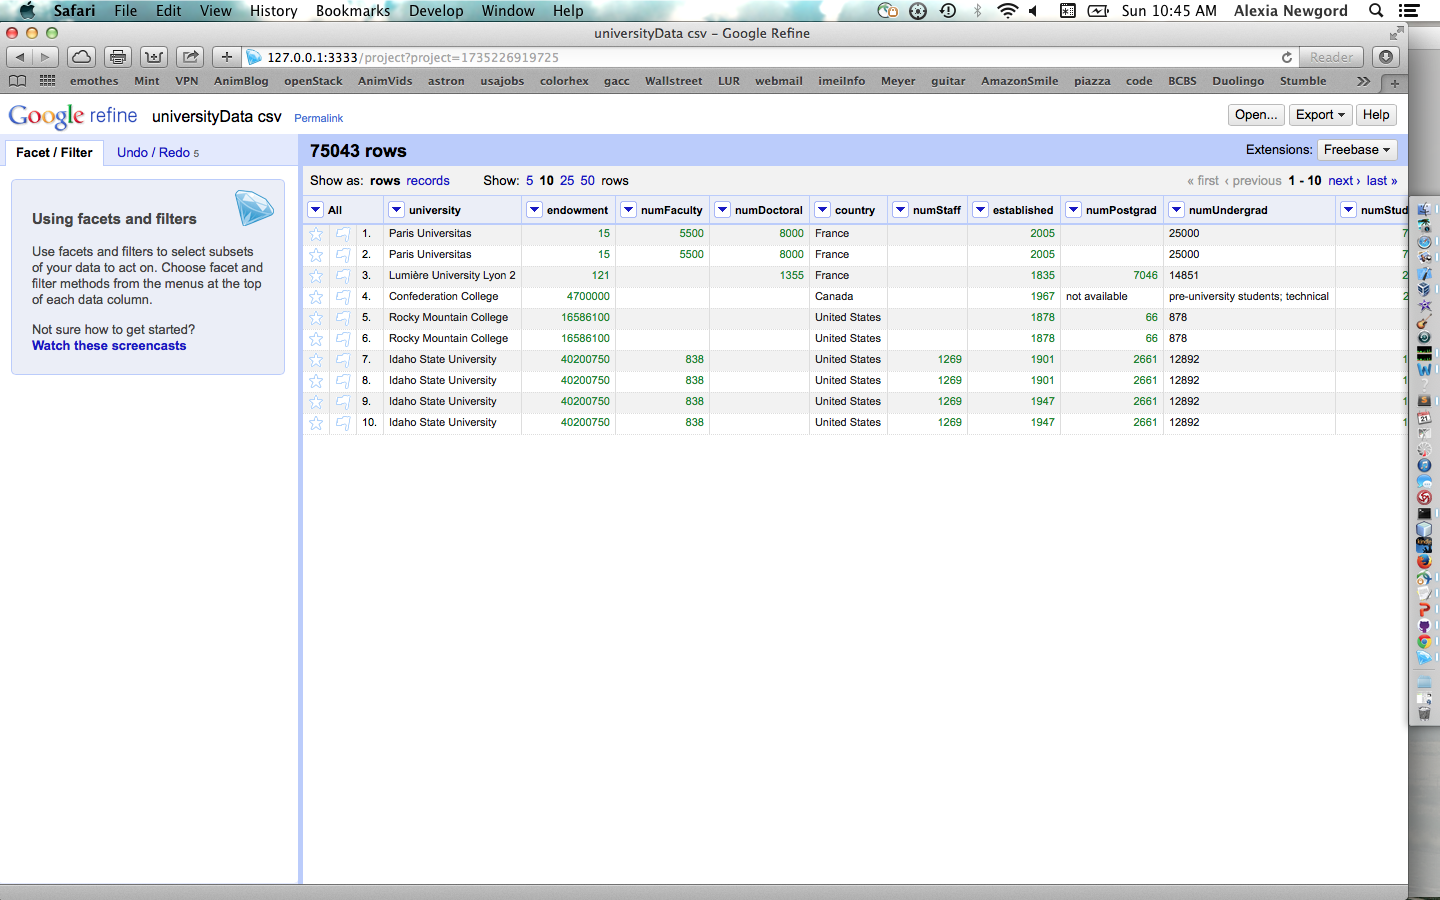 Safari File Edit View History Bookmarks Develop Window Help Sun 10:45 AM Alexia Newgord
universityData csv - Google Refine
127.0.0.1:3333/project?project=1735226919725 Reader
emothes Mint VPN AnimBlog openStack AnimVids astron usajobs colorhex gacc Wallstreet LUR webmail imeiInfo Meyer guitar AmazonSmile piazza code BCBS Duolingo Stumble
Google refine universityData csv Permalink Open... Export Help
Facet / Filter Undo / Redo 5
75043 rows Extensions: Freebase
Show as: rows records Show: 5 10 25 50 rows « first ‹ previous 1 - 10 next › last »
Using facets and filters
Use facets and filters to select subsets
of your data to act on. Choose facet and
filter methods from the menus at the top
of each data column.
Not sure how to get started?
Watch these screencasts
All university endowment numFaculty numDoctoral country numStaff established numPostgrad numUndergrad numStud
1. Paris Universitas 15 5500 8000 France 2005 25000 7
2. Paris Universitas 15 5500 8000 France 2005 25000 7
3. Lumière University Lyon 2 121 1355 France 1835 7046 14851 2
4. Confederation College 4700000 Canada 1967 not available pre-university students; technical 2
5. Rocky Mountain College 16586100 United States 1878 66 878
6. Rocky Mountain College 16586100 United States 1878 66 878
7. Idaho State University 40200750 838 United States 1269 1901 2661 12892 1
8. Idaho State University 40200750 838 United States 1269 1901 2661 12892 1
9. Idaho State University 40200750 838 United States 1269 1947 2661 12892 1
10. Idaho State University 40200750 838 United States 1269 1947 2661 12892 1